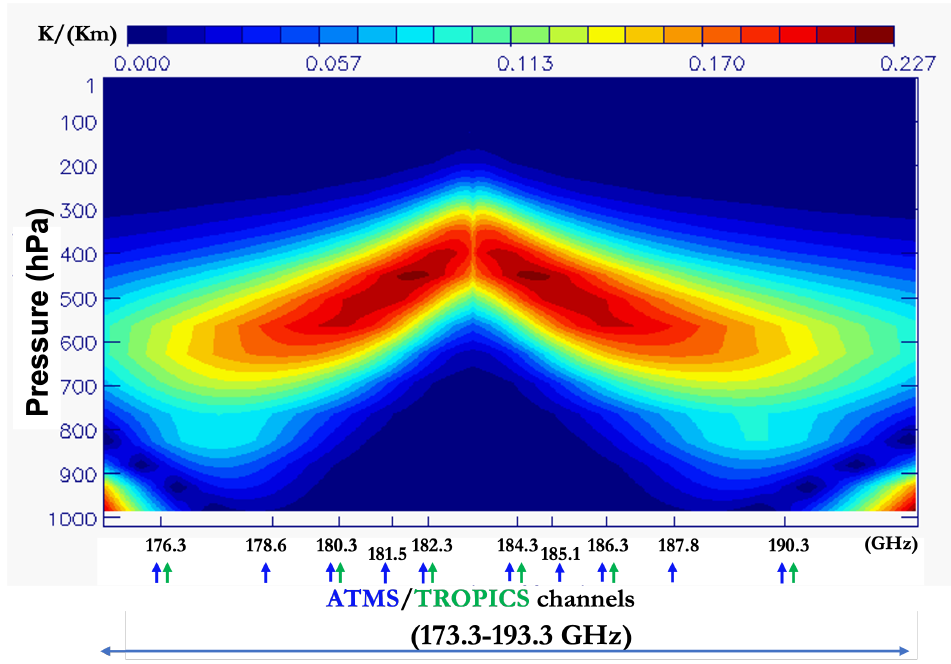 K/(Km)
0.000 0.057 0.113 0.170 0.227
1
100
200
300
400
500
600
700
800
900
1000
Pressure (hPa)
176.3 178.6 180.3 181.5 182.3 184.3 185.1 186.3 187.8 190.3 (GHz)
ATMS/TROPICS channels
(173.3-193.3 GHz)